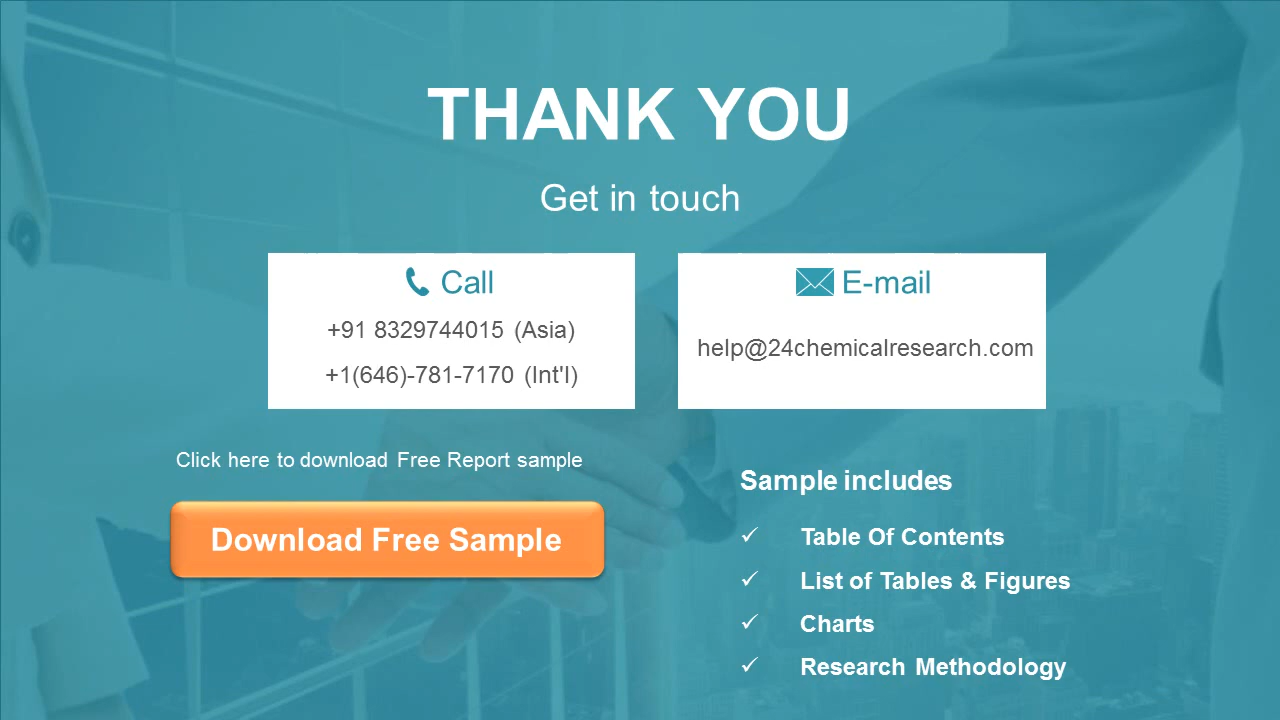 THANK YOU
Get in touch
Call
+91 8329744015 (Asia)
+1(646)-781-7170 (Int'l)
E-mail
help@24chemicalresearch.com
Click here to download Free Report sample
Download Free Sample
Sample includes
Table Of Contents
List of Tables & Figures
Charts
Research Methodology